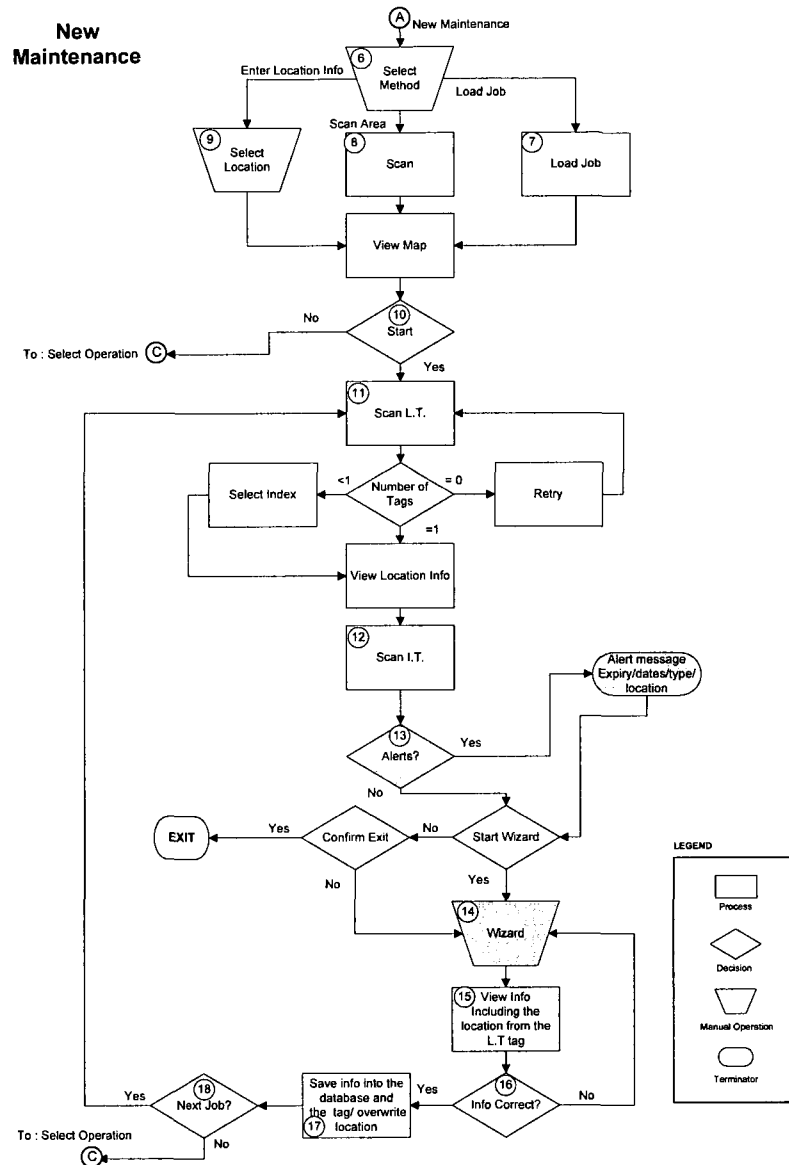 New
Maintenance
A
New Maintenance
6
Select
Method
Enter Location Info
Load Job
Scan Area
9
Select
Location
8
Scan
7
Load Job
View Map
10
Start
No
To : Select Operation
C
Yes
11
Scan L.T.
Number of
Tags
<1
= 0
=1
Select Index
Retry
View Location Info
12
Scan I.T.
Alert message
Expiry/dates/type/
location
13
Alerts?
Yes
No
Start Wizard
No
Confirm Exit
Yes
EXIT
No
Yes
14
Wizard
15
View Info
Including the
location from the
L.T tag
16
Info Correct?
No
Yes
Save info into the
database and
the tag/ overwrite
17
location
18
Next Job?
Yes
No
To : Select Operation
C
LEGEND
Process
Decision
Manual Operation
Terminator